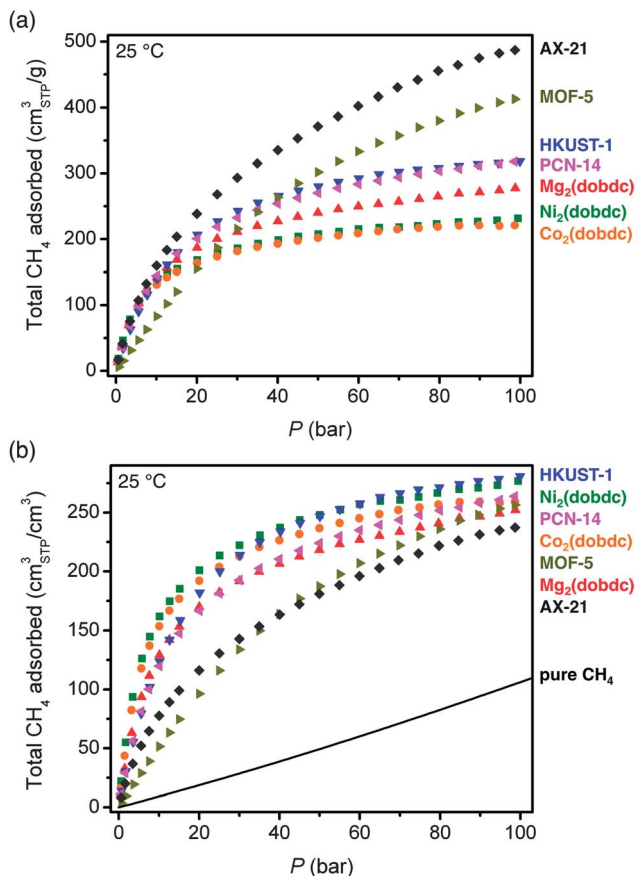 (a)
25 °C
500
400
300
200
100
0
Total CH₄ adsorbed (cm³STP/g)
0 20 40 60 80 100
P (bar)
AX-21
MOF-5
HKUST-1
PCN-14
Mg₂(dobdc)
Ni₂(dobdc)
Co₂(dobdc)
(b)
25 °C
250
200
150
100
50
0
Total CH₄ adsorbed (cm³STP/cm³)
0 20 40 60 80 100
P (bar)
HKUST-1
Ni₂(dobdc)
PCN-14
Co₂(dobdc)
MOF-5
Mg₂(dobdc)
AX-21
pure CH₄